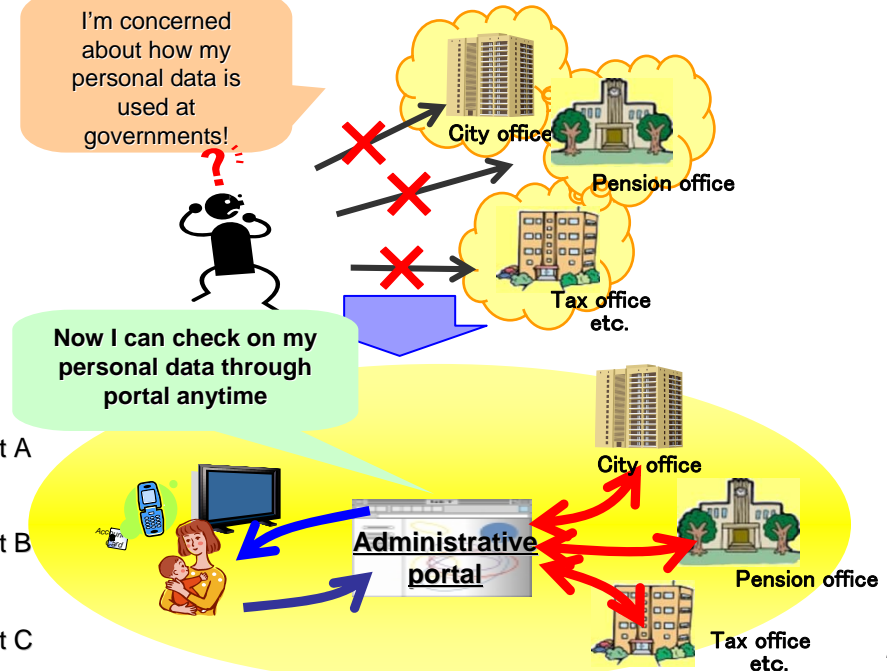 I'm concerned
about how my
personal data is
used at
governments!
?
City office
Pension office
Tax office
etc.
Now I can check on my
personal data through
portal anytime
t A
City office
t B
Administrative
portal
Pension office
t C
Tax office
etc.